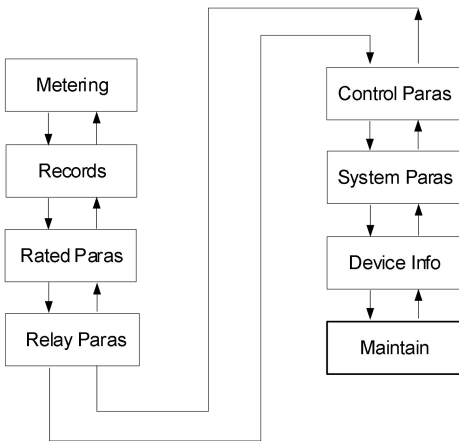 Metering
Records
Rated Paras
Relay Paras
Control Paras
System Paras
Device Info
Maintain